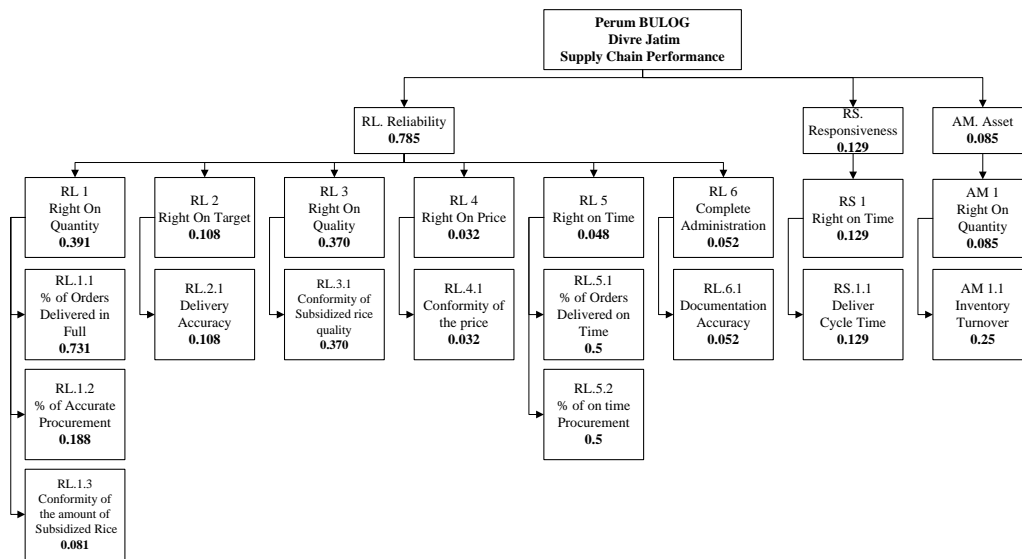 Perum BULOG
Divre Jatim
Supply Chain Performance
RL. Reliability
0.785
RS.
Responsiveness
0.129
AM. Asset
0.085
RL 1
Right On
Quantity
0.391
RL 2
Right On Target
0.108
RL 3
Right On
Quality
0.370
RL 4
Right On Price
0.032
RL 5
Right on Time
0.048
RL 6
Complete
Administration
0.052
RS 1
Right on Time
0.129
AM 1
Right On
Quantity
0.085
RL.1.1
% of Orders
Delivered in
Full
0.731
RL.2.1
Delivery
Accuracy
0.108
RL.3.1
Conformity of
Subsidized rice
quality
0.370
RL.4.1
Conformity of
the price
0.032
RL.5.1
% of Orders
Delivered on
Time
0.5
RL.6.1
Documentation
Accuracy
0.052
RS.1.1
Deliver
Cycle Time
0.129
AM 1.1
Inventory
Turnover
0.25
RL.1.2
% of Accurate
Procurement
0.188
RL.5.2
% of on time
Procurement
0.5
RL.1.3
Conformity of
the amount of
Subsidized Rice
0.081